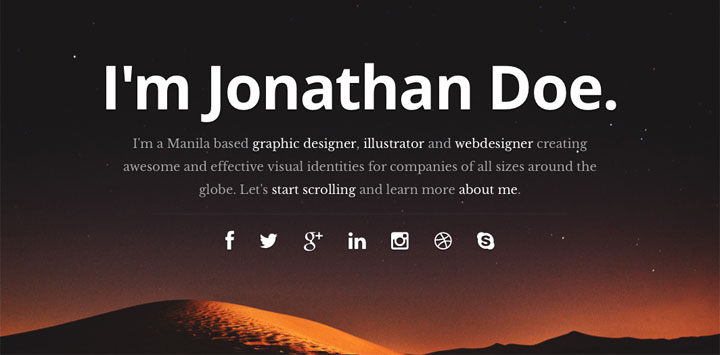 I'm Jonathan Doe.
I'm a Manila based graphic designer, illustrator and webdesigner creating
awesome and effective visual identities for companies of all sizes around the
globe. Let's start scrolling and learn more about me.